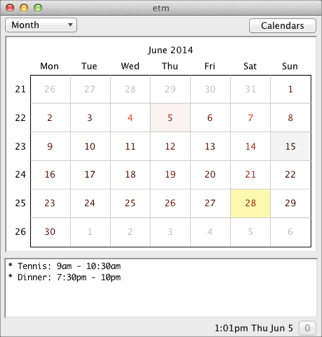 etm
Month
Calendars
June 2014
Mon Tue Wed Thu Fri Sat Sun
21 26 27 28 29 30 31 1
22 2 3 4 5 6 7 8
23 9 10 11 12 13 14 15
24 16 17 18 19 20 21 22
25 23 24 25 26 27 28 29
26 30 1 2 3 4 5 6
* Tennis: 9am - 10:30am
* Dinner: 7:30pm - 10pm
1:01pm Thu Jun 5 0